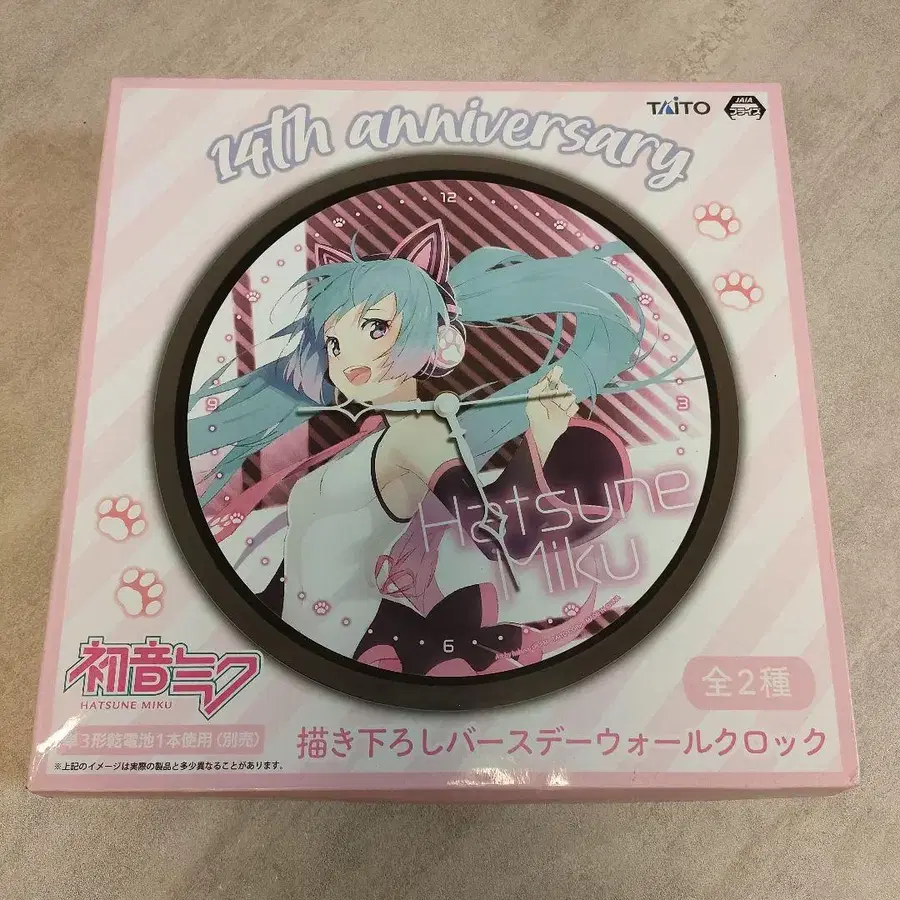 14th anniversary
TAITO
JAIA
プライズ
12
9
3
Hatsune
Miku
6
初音ミク
HATSUNE MIKU
全2種
単3形乾電池1本使用(別売)
描き下ろしバースデーウォールクロック
※上記のイメージは実際の製品と多少異なることがあります。